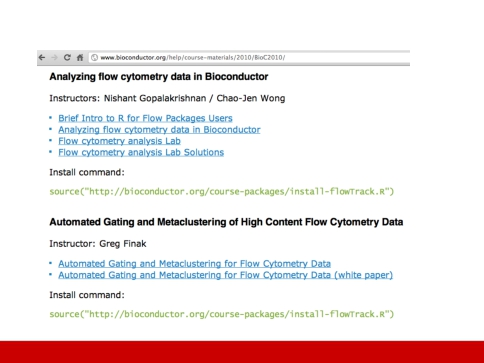 www.bioconductor.org/help/course-materials/2010/BioC2010/
Analyzing flow cytometry data in Bioconductor
Instructors: Nishant Gopalakrishnan / Chao-Jen Wong
Brief Intro to R for Flow Packages Users
Analyzing flow cytometry data in Bioconductor
Flow cytometry analysis Lab
Flow cytometry analysis Lab Solutions
Install command:
source("http://bioconductor.org/course-packages/install-flowTrack.R")
Automated Gating and Metaclustering of High Content Flow Cytometry Data
Instructor: Greg Finak
Automated Gating and Metaclustering for Flow Cytometry Data
Automated Gating and Metaclustering for Flow Cytometry Data (white paper)
Install command:
source("http://bioconductor.org/course-packages/install-flowTrack.R")